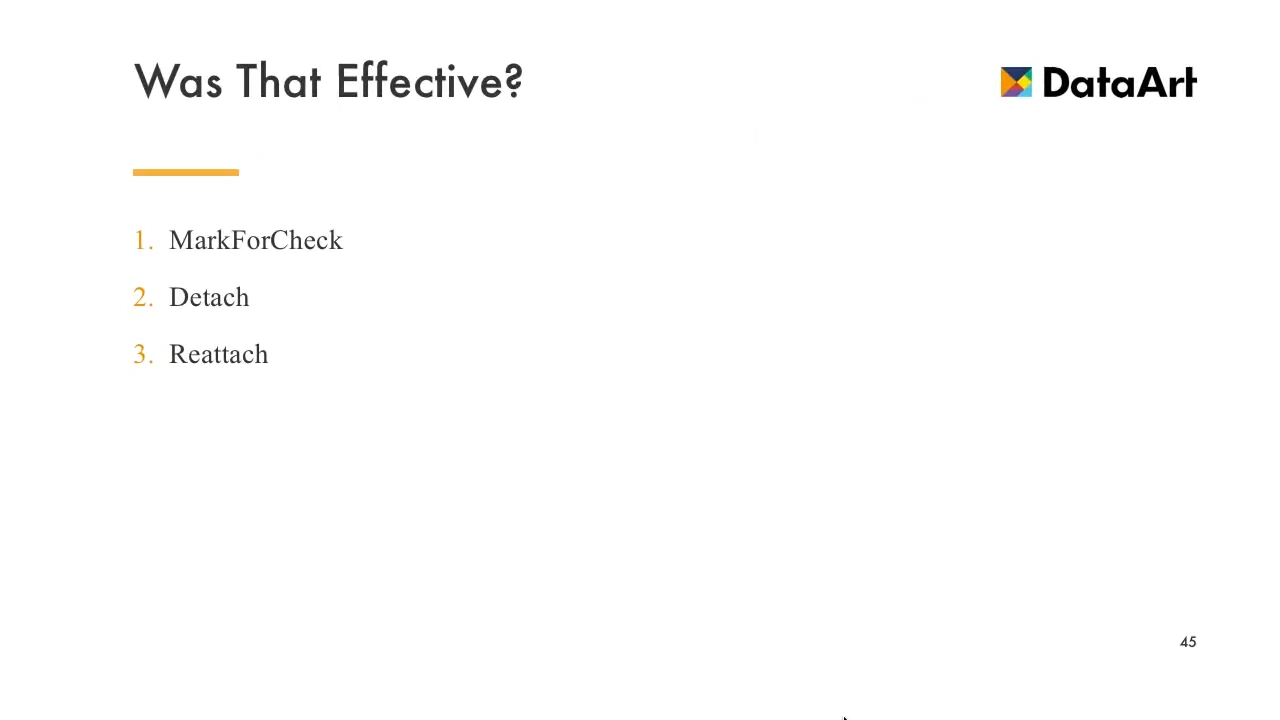 Was That Effective?
DataArt
1. MarkForCheck
2. Detach
3. Reattach
45